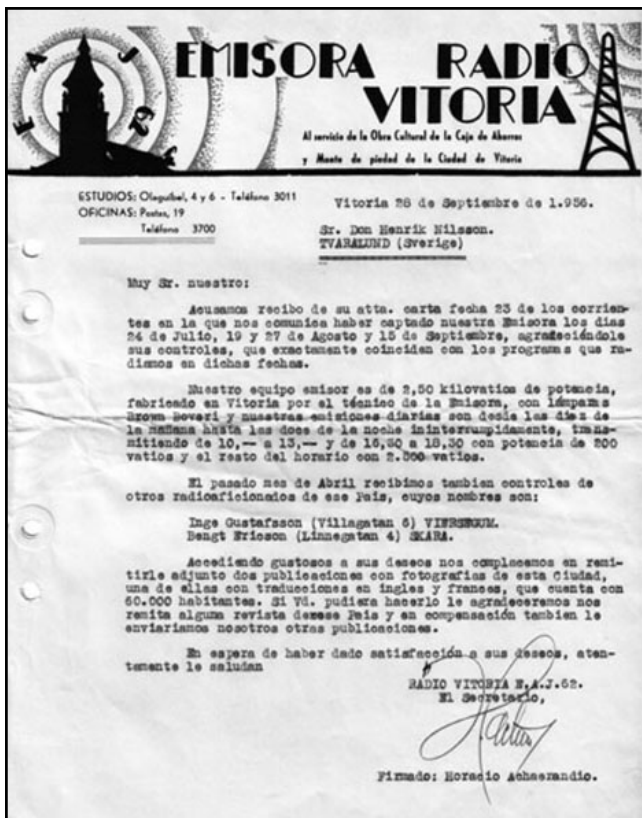 E A J 62
EMISORA RADIO
VITORIA
Al servicio de la Obra Cultural de la Caja de Ahorros
y Monte de piedad de la Ciudad de Vitoria
ESTUDIOS: Olaguibel, 4 y 6 - Teléfono 3011
OFICINAS: Postas, 19
Teléfono 3700
Vitoria 28 de Septiembre de 1.956.
Sr. Don Henrik Nilsson.
TVARALUND (Sverige)
Muy Sr. nuestro:
Acusamos recibo de su atta. carta fecha 23 de los corrien-
tes en la que nos comunica haber captado nuestra Emisora los dias
24 de Julio, 19 y 27 de Agosto y 15 de Septiembre, agradeciéndole
sus controles, que exactamente coinciden con los programas que ra-
diamos en dichas fechas.
Nuestro equipo emisor es de 2,50 kilovatios de potencia,
fabricado en Vitoria por el técnico de la Emisora, con lámparas
Brown Boveri y nuestras emisiones diarias son desde las diez de
la mañana hasta las doce de la noche ininterrumpidamente, trans-
mitiendo de 10,— a 13,— y de 16,30 a 18,30 con potencia de 200
vatios y el resto del horario con 2.500 vatios.
El pasado mes de Abril recibimos tambien controles de
otros radioaficionados de ese Pais, cuyos nombres son:
Inge Gustafsson (Villagatan 6) VIERSEGUM.
Bengt Ericson (Linnegatan 4) SKARA.
Accediendo gustosos a sus deseos nos complacemos en remi-
tirle adjunto dos publicaciones con fotografias de esta Ciudad,
una de ellas con traducciones en ingles y frances, que cuenta con
60.000 habitantes. Si Vd. pudiera hacerlo le agradeceremos nos
remita alguna revista de ese Pais y en compensación tambien le
enviariamos nosotros otras publicaciones.
En espera de haber dado satisfacción a sus deseos, aten-
tamente le saludan
RADIO VITORIA E.A.J.62.
El Secretario,
Firmado: Horacio Achaerandio.